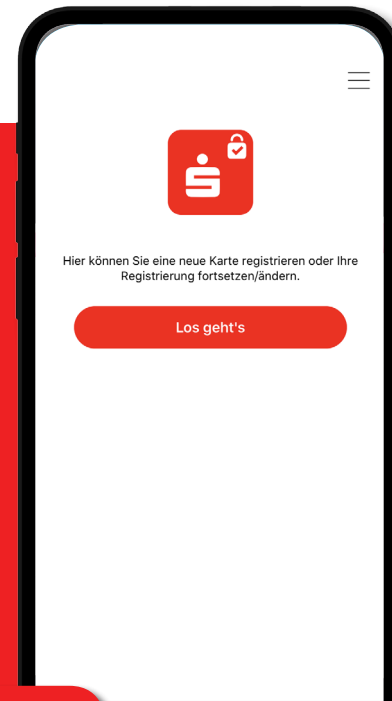 Hier können Sie eine neue Karte registrieren oder Ihre
Registrierung fortsetzen/ändern.
Los geht's